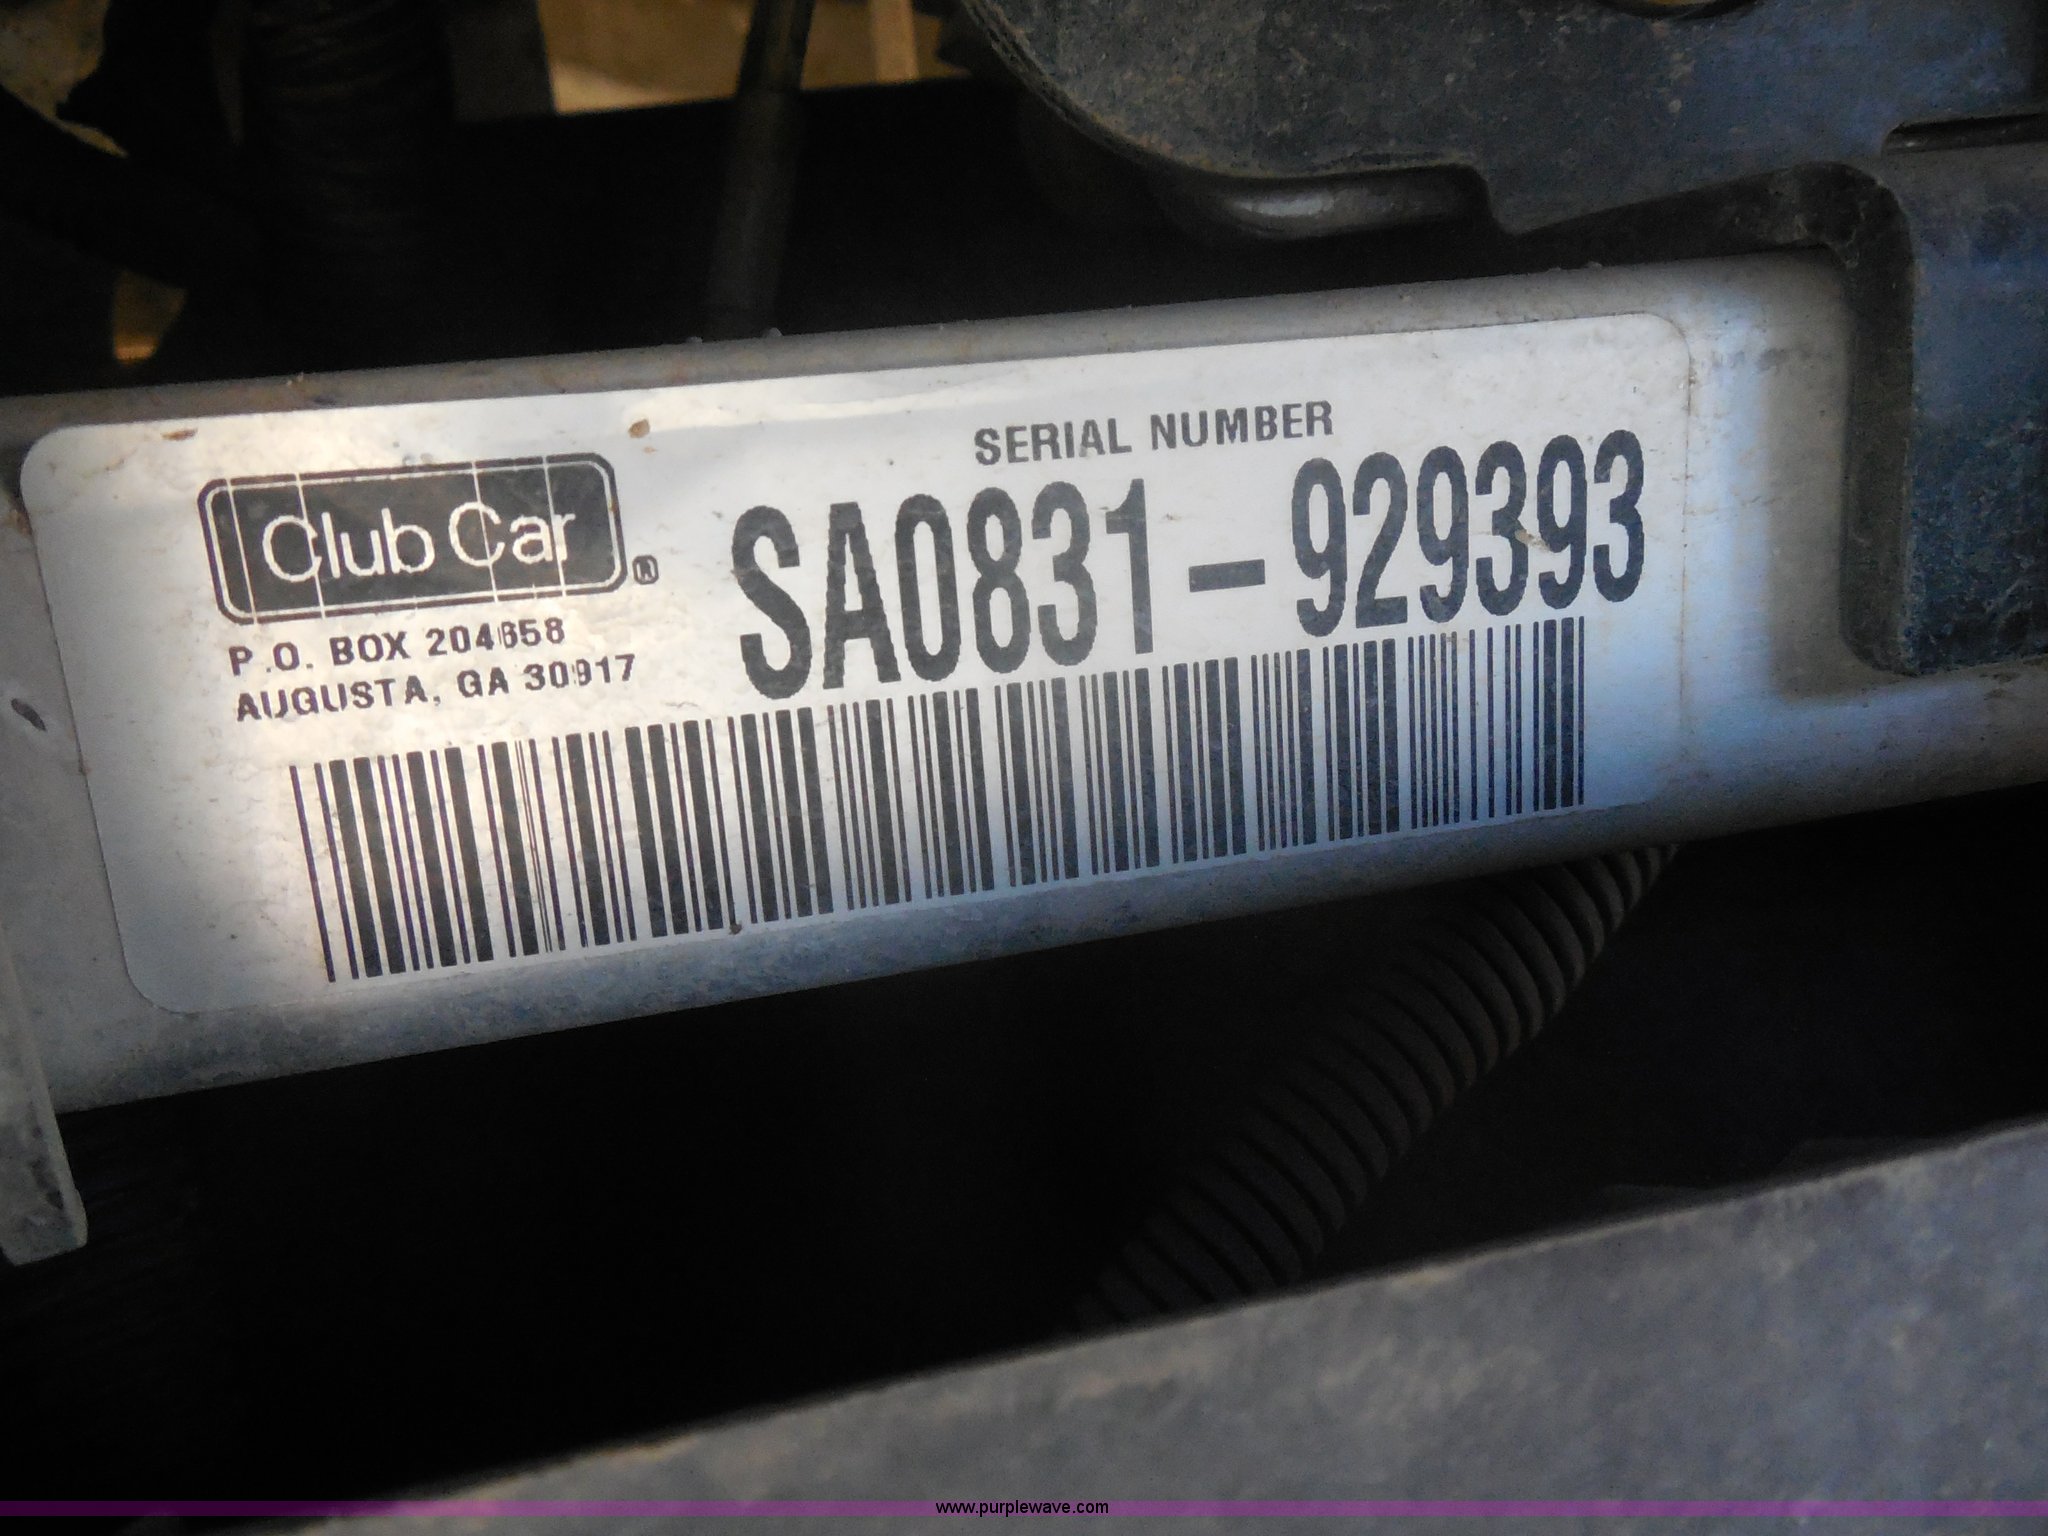 Club Car®
P.O. BOX 204658
AUGUSTA, GA 30917
SERIAL NUMBER
SA0831-929393
www.purplewave.com